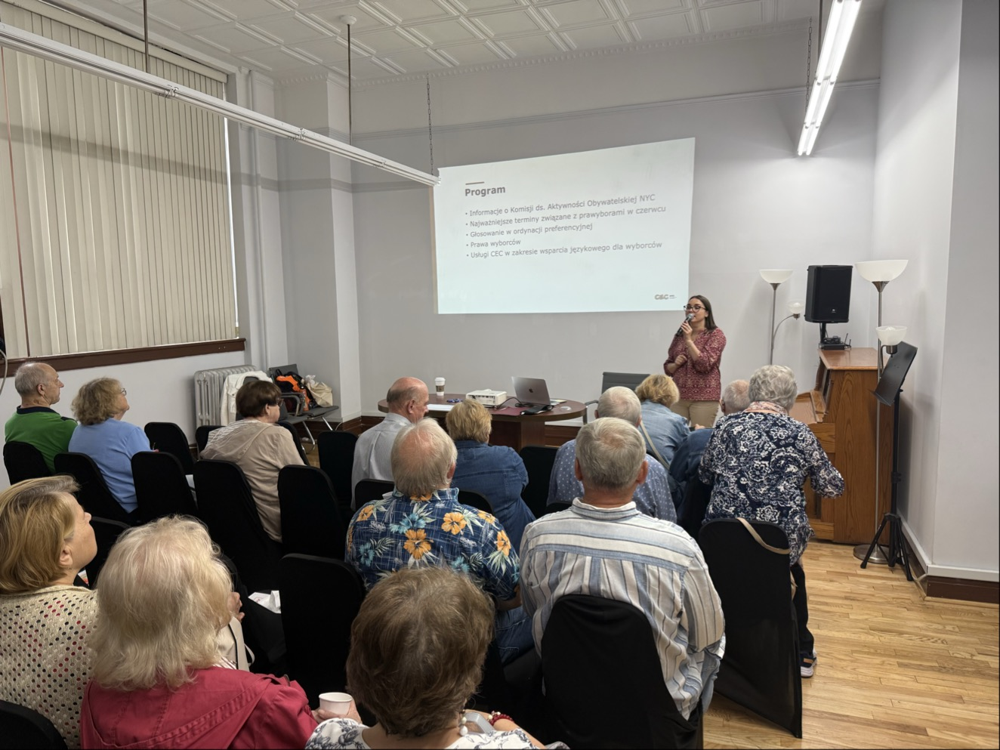 Program
• Informacje o Komisji ds. Aktywności Obywatelskiej NYC
• Najważniejsze terminy związane z prawyborami w czerwcu
• Głosowanie w ordynacji preferencyjnej
• Prawa wyborców
• Usługi CEC w zakresie wsparcia językowego dla wyborców
CEC